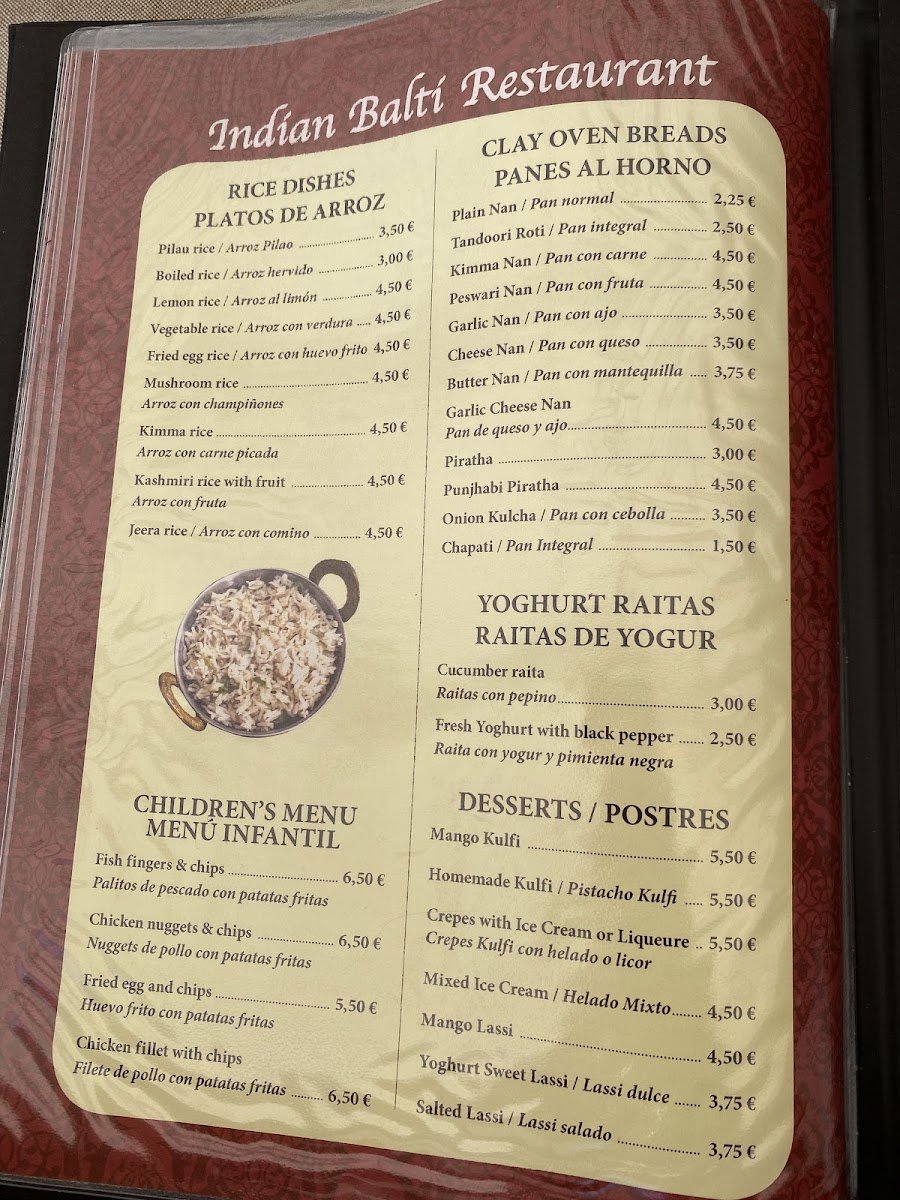 Indian Balti Restaurant
RICE DISHES
PLATOS DE ARROZ
Pilau rice / Arroz Pilao ..................... 3,50 €
Boiled rice / Arroz hervido ............... 3,00 €
Lemon rice / Arroz al limón ............. 4,50 €
Vegetable rice / Arroz con verdura .... 4,50 €
Fried egg rice / Arroz con huevo frito 4,50 €
Mushroom rice ................................... 4,50 €
Arroz con champiñones
Kimma rice .......................................... 4,50 €
Arroz con carne picada
Kashmiri rice with fruit .................... 4,50 €
Arroz con fruta
Jeera rice / Arroz con comino ............. 4,50 €
CHILDREN'S MENU
MENÚ INFANTIL
Fish fingers & chips ............................ 6,50 €
Palitos de pescado con patatas fritas
Chicken nuggets & chips ................... 6,50 €
Nuggets de pollo con patatas fritas
Fried egg and chips ............................. 5,50 €
Huevo frito con patatas fritas
Chicken fillet with chips
Filete de pollo con patatas fritas ........ 6,50 €
CLAY OVEN BREADS
PANES AL HORNO
Plain Nan / Pan normal ........................ 2,25 €
Tandoori Roti / Pan integral ............... 2,50 €
Kimma Nan / Pan con carne ............... 4,50 €
Peswari Nan / Pan con fruta ................ 4,50 €
Garlic Nan / Pan con ajo ........................ 3,50 €
Cheese Nan / Pan con queso ................. 3,50 €
Butter Nan / Pan con mantequilla ..... 3,75 €
Garlic Cheese Nan
Pan de queso y ajo...................................... 4,50 €
Piratha ......................................................... 3,00 €
Punjhabi Piratha ....................................... 4,50 €
Onion Kulcha / Pan con cebolla .......... 3,50 €
Chapati / Pan Integral .............................. 1,50 €
YOGHURT RAITAS
RAITAS DE YOGUR
Cucumber raita
Raitas con pepino........................................ 3,00 €
Fresh Yoghurt with black pepper ....... 2,50 €
Raita con yogur y pimienta negra
DESSERTS / POSTRES
Mango Kulfi ................................................ 5,50 €
Homemade Kulfi / Pistacho Kulfi ..... 5,50 €
Crepes with Ice Cream or Liqueure .. 5,50 €
Crepes Kulfi con helado o licor
Mixed Ice Cream / Helado Mixto........ 4,50 €
Mango Lassi ................................................. 4,50 €
Yoghurt Sweet Lassi / Lassi dulce ....... 3,75 €
Salted Lassi / Lassi salado ...................... 3,75 €